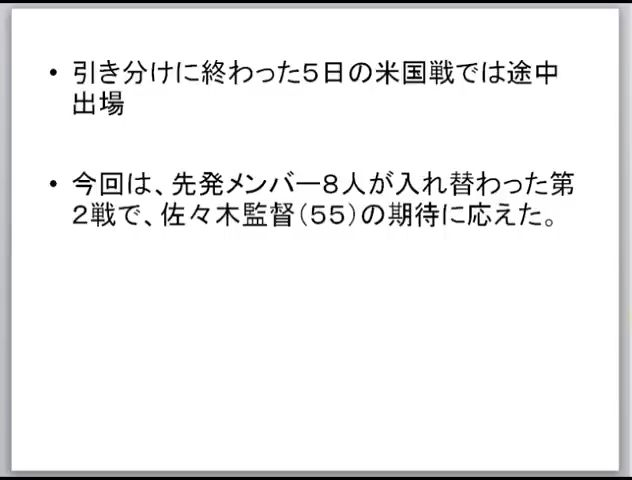 • 引き分けに終わった５日の米国戦では途中
出場
• 今回は、先発メンバー８人が入れ替わった第
２戦で、佐々木監督（55）の期待に応えた。